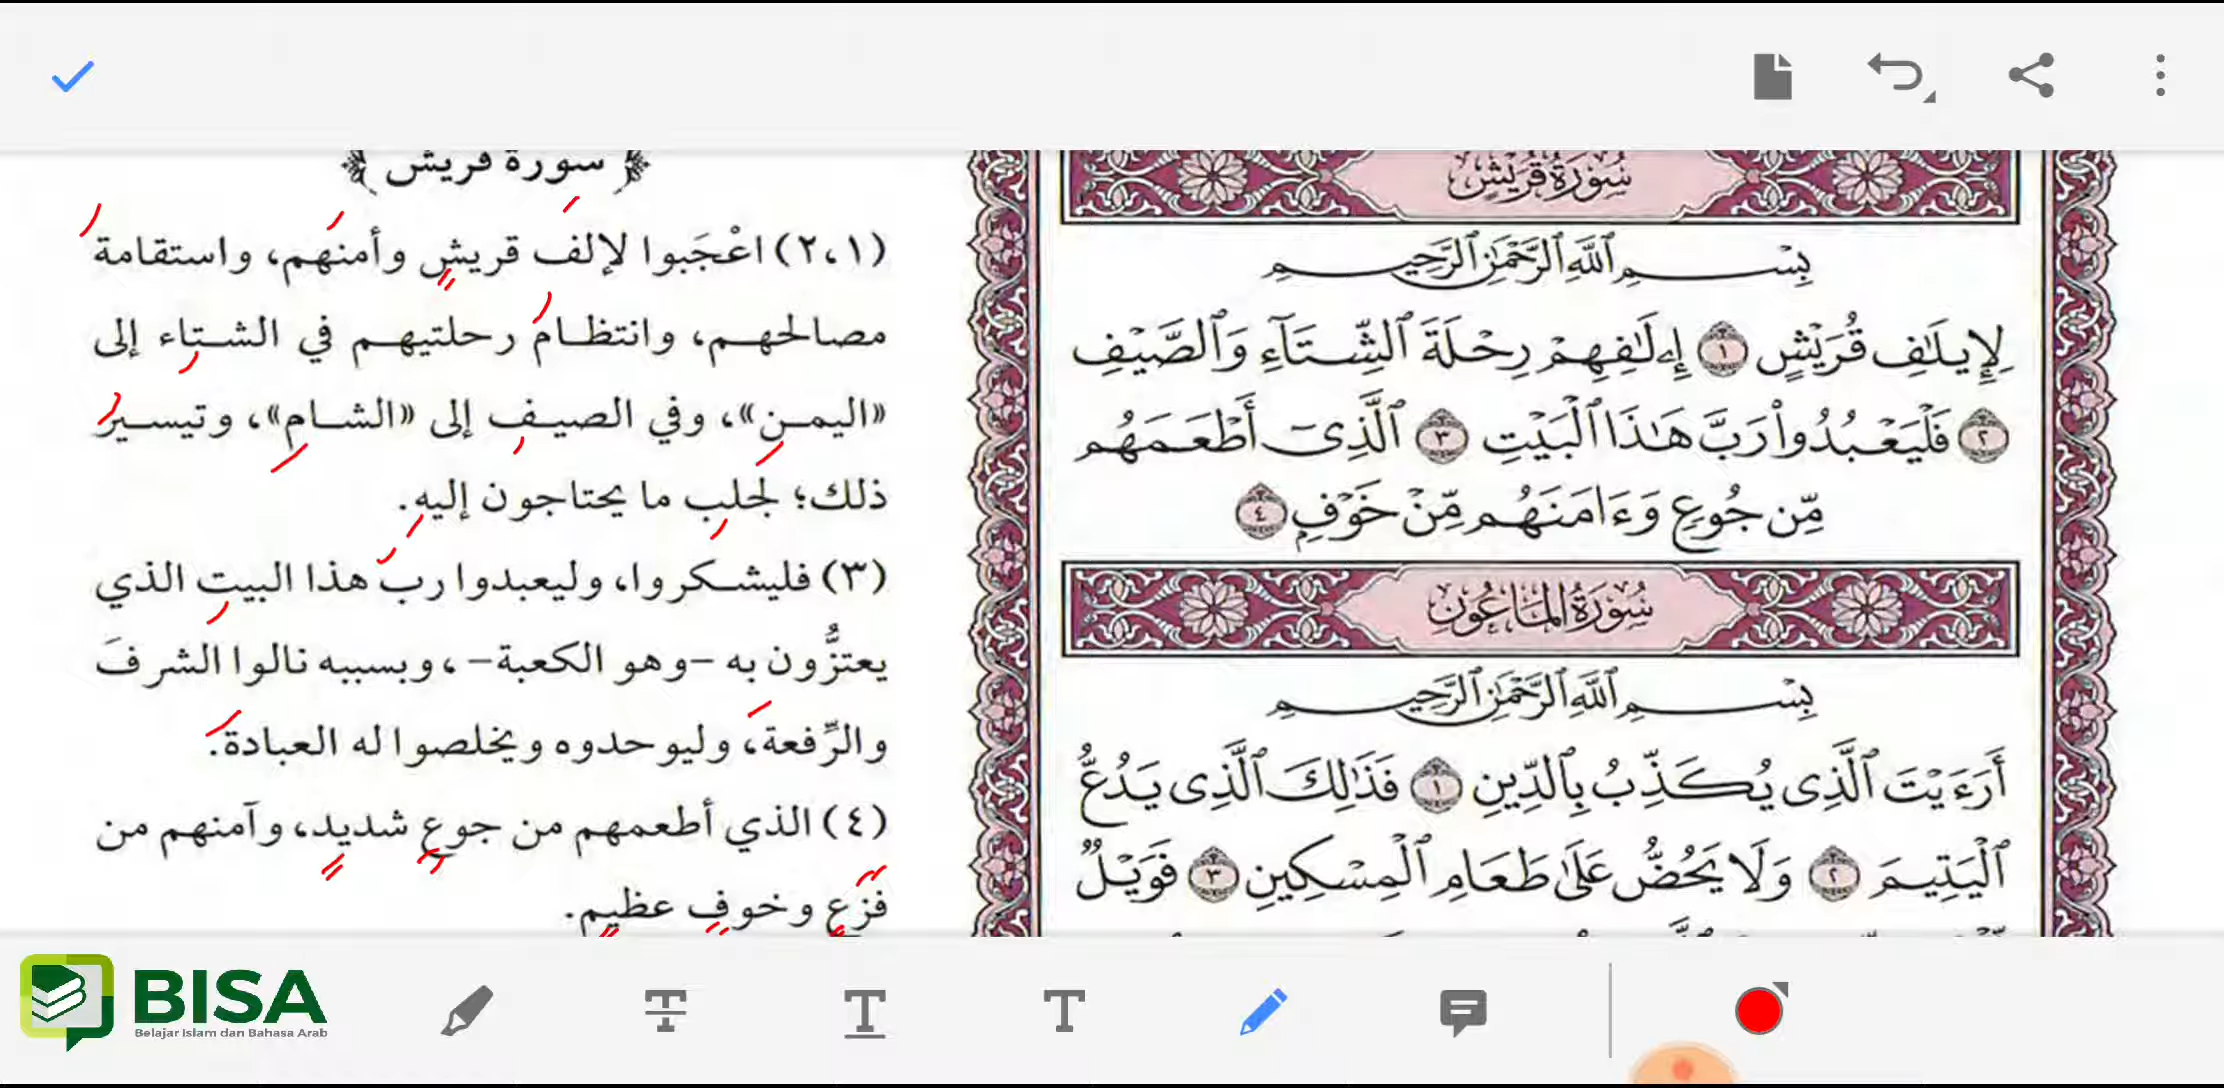 سورة قريش
(١،٢) اعْجَبوا لإلف قريش وأمنهم، واستقامة
مصالحهم، وانتظام رحلتيهم في الشتاء إلى
«اليمن»، وفي الصيف إلى «الشام»، وتيسير
ذلك؛ لجلب ما يحتاجون إليه.
(٣) فليشكروا، وليعبدوا رب هذا البيت الذي
يعتزُّون به -وهو الكعبة-، وبسببه نالوا الشرفَ
والرِّفعة، وليوحدوه ويخلصوا له العبادة.
(٤) الذي أطعمهم من جوع شديد، وآمنهم من
فزع وخوف عظيم.
سُورَةُ قُرَيْشٍ
بِسْمِ ٱللَّهِ ٱلرَّحْمَٰنِ ٱلرَّحِيمِ
لِإِيلَٰفِ قُرَيْشٍ ١ إِۦلَٰفِهِمْ رِحْلَةَ ٱلشِّتَآءِ وَٱلصَّيْفِ
٢ فَلْيَعْبُدُوا۟ رَبَّ هَٰذَا ٱلْبَيْتِ ٣ ٱلَّذِىٓ أَطْعَمَهُم
مِّن جُوعٍ وَءَامَنَهُم مِّنْ خَوْفٍۭ ٤
سُورَةُ المَاعُونِ
بِسْمِ ٱللَّهِ ٱلرَّحْمَٰنِ ٱلرَّحِيمِ
أَرَءَيْتَ ٱلَّذِى يُكَذِّبُ بِٱلدِّينِ ١ فَذَٰلِكَ ٱلَّذِى يَدُعُّ
ٱلْيَتِيمَ ٢ وَلَا يَحُضُّ عَلَىٰ طَعَامِ ٱلْمِسْكِينِ ٣ فَوَيْلٌ
BISA
Belajar Islam dan Bahasa Arab
T
T
T